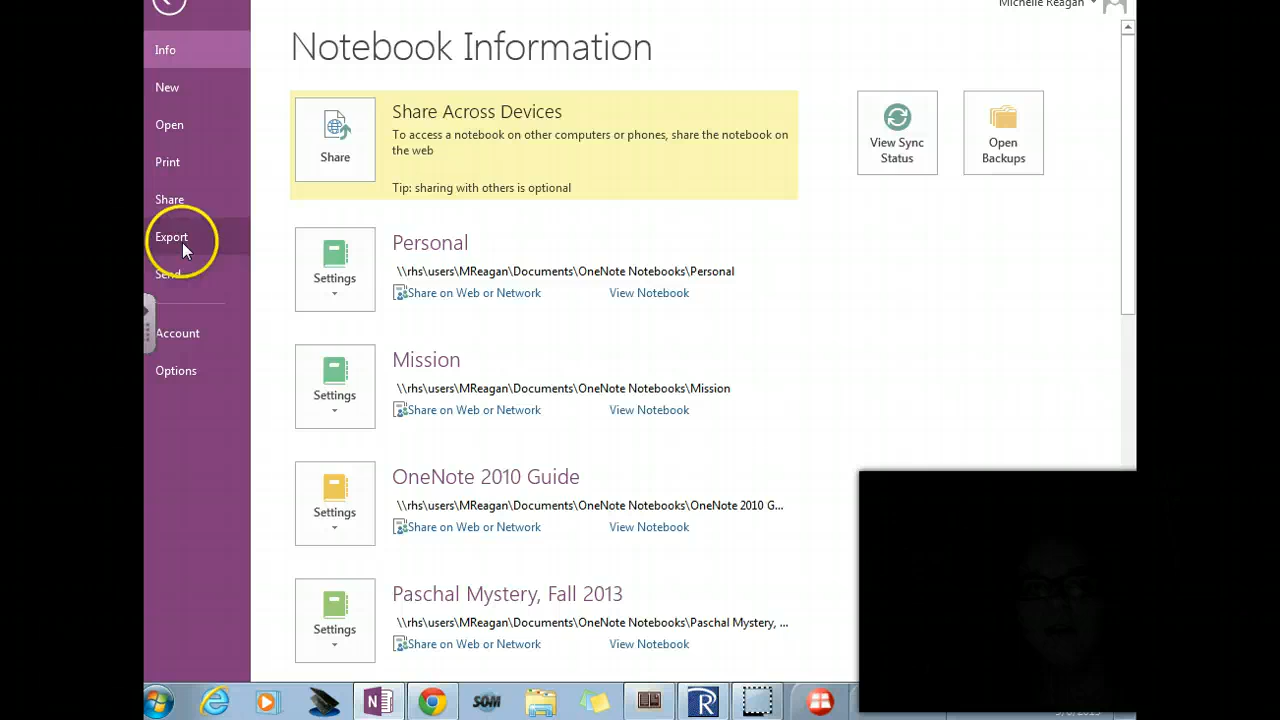 Michelle Reagan
Info
New
Open
Print
Share
Export
Send
Account
Options
Notebook Information
Share
Share Across Devices
To access a notebook on other computers or phones, share the notebook on
the web
Tip: sharing with others is optional
View Sync
Status
Open
Backups
Settings
Personal
\\rhs\users\MReagan\Documents\OneNote Notebooks\Personal
Share on Web or Network View Notebook
Settings
Mission
\\rhs\users\MReagan\Documents\OneNote Notebooks\Mission
Share on Web or Network View Notebook
Settings
OneNote 2010 Guide
\\rhs\users\MReagan\Documents\OneNote Notebooks\OneNote 2010 G...
Share on Web or Network View Notebook
Settings
Paschal Mystery, Fall 2013
\\rhs\users\MReagan\Documents\OneNote Notebooks\Paschal Mystery, ...
Share on Web or Network View Notebook
SOM